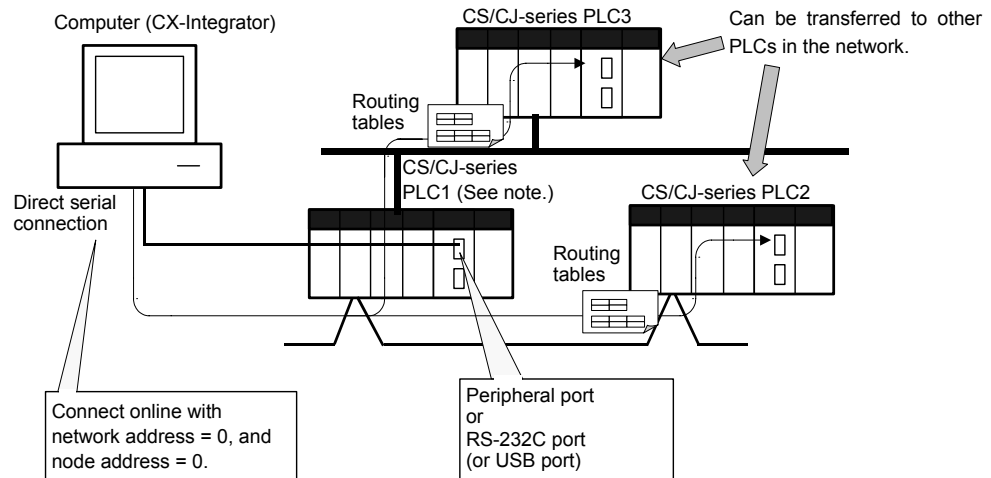 Computer (CX-Integrator)
CS/CJ-series PLC3
Can be transferred to other
PLCs in the network.
Routing
tables
CS/CJ-series
PLC1 (See note.)
CS/CJ-series PLC2
Direct serial
connection
Routing
tables
Connect online with
network address = 0, and
node address = 0.
Peripheral port
or
RS-232C port
(or USB port)